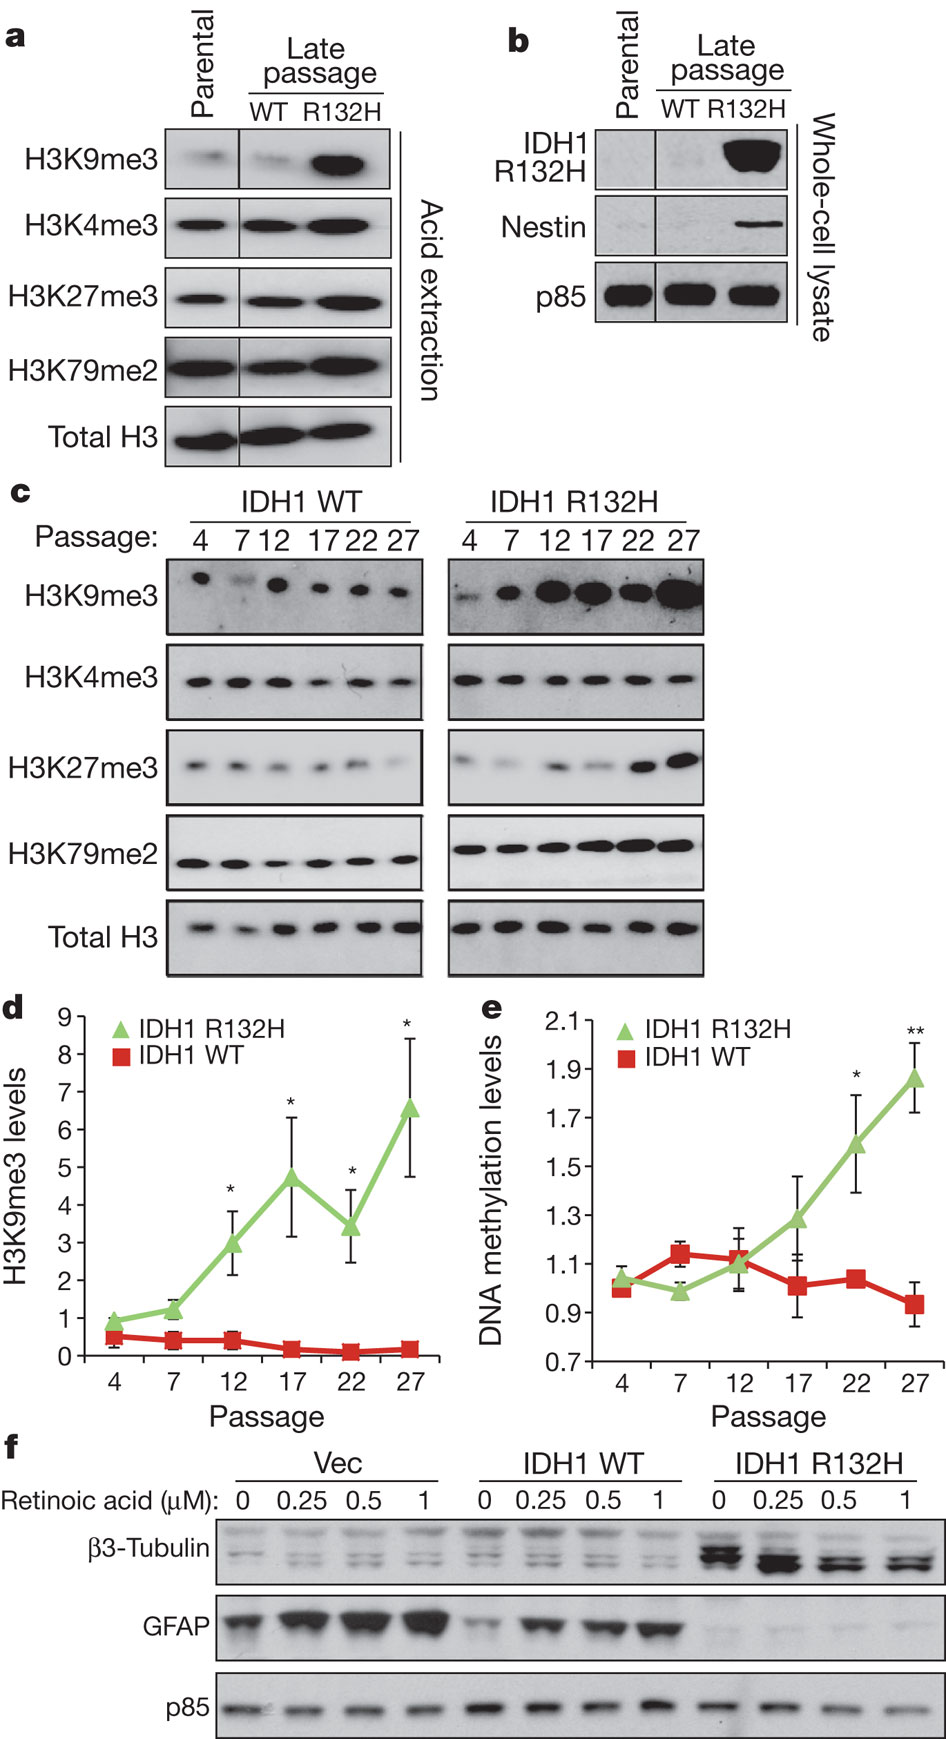 a
Parental
Late
passage
WT R132H
H3K9me3
H3K4me3
H3K27me3
H3K79me2
Total H3
Acid extraction
b
Parental
Late
passage
WT R132H
IDH1
R132H
Nestin
p85
Whole-cell lysate
c
IDH1 WT IDH1 R132H
Passage: 4 7 12 17 22 27 4 7 12 17 22 27
H3K9me3
H3K4me3
H3K27me3
H3K79me2
Total H3
d
H3K9me3 levels
9
8
7
6
5
4
3
2
1
0
IDH1 R132H
IDH1 WT
*
*
*
*
4 7 12 17 22 27
Passage
e
DNA methylation levels
2.1
1.9
1.7
1.5
1.3
1.1
0.9
0.7
IDH1 R132H
IDH1 WT
*
**
4 7 12 17 22 27
Passage
f
Vec IDH1 WT IDH1 R132H
Retinoic acid (μM): 0 0.25 0.5 1 0 0.25 0.5 1 0 0.25 0.5 1
β3-Tubulin
GFAP
p85